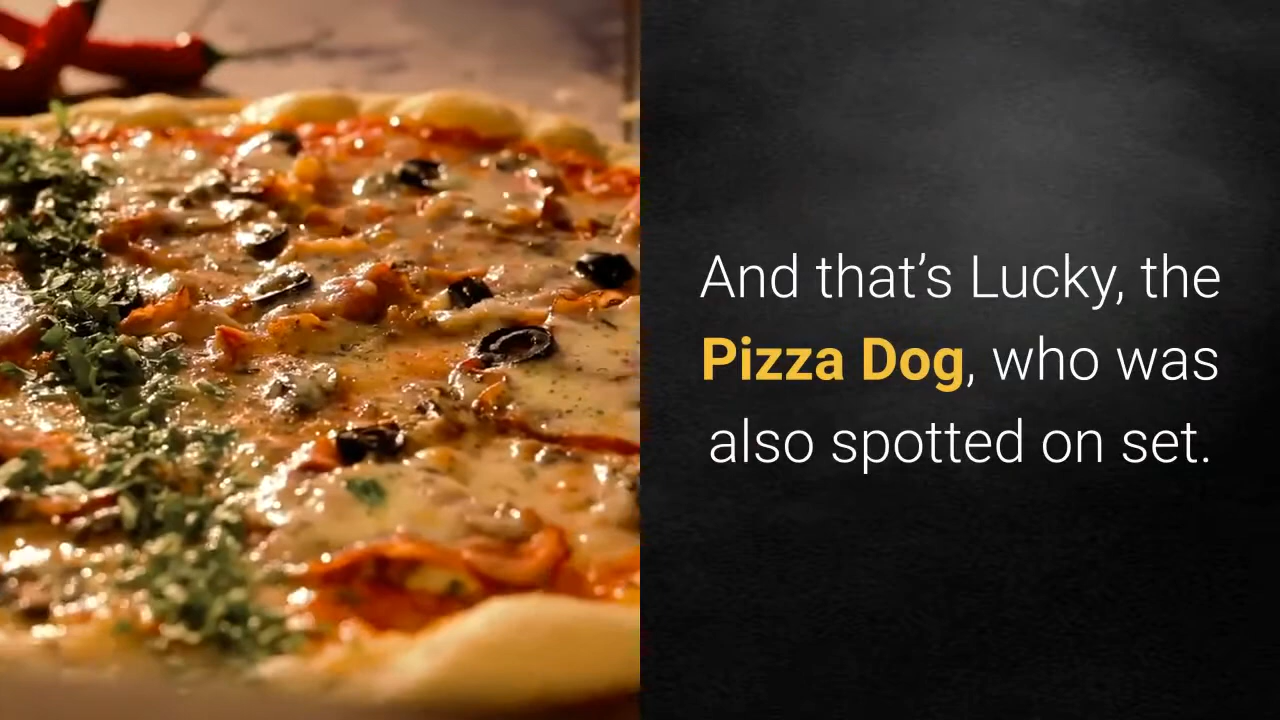 And that’s Lucky, the
Pizza Dog, who was
also spotted on set.